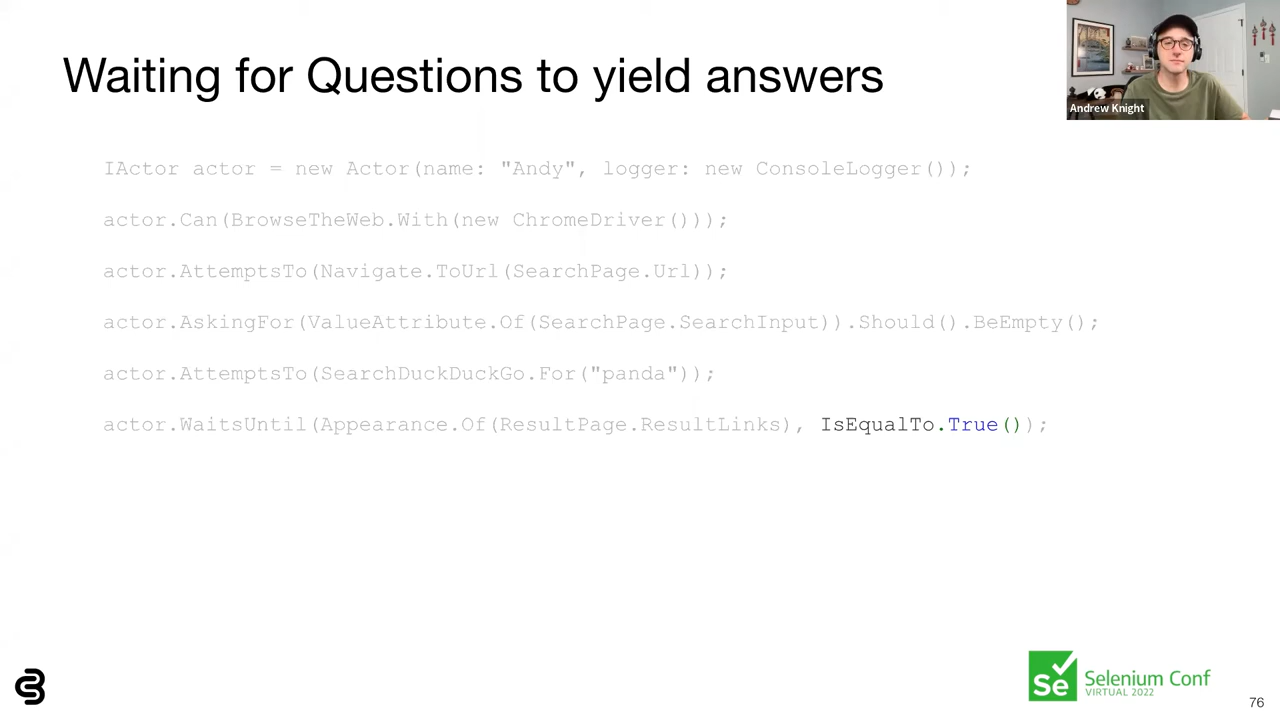 Waiting for Questions to yield answers
Andrew Knight
IActor actor = new Actor(name: "Andy", logger: new ConsoleLogger());
actor.Can(BrowseTheWeb.With(new ChromeDriver()));
actor.AttemptsTo(Navigate.ToUrl(SearchPage.Url));
actor.AskingFor(ValueAttribute.Of(SearchPage.SearchInput)).Should().BeEmpty();
actor.AttemptsTo(SearchDuckDuckGo.For("panda"));
actor.WaitsUntil(Appearance.Of(ResultPage.ResultLinks), IsEqualTo.True());
Se
Selenium Conf
VIRTUAL 2022
76